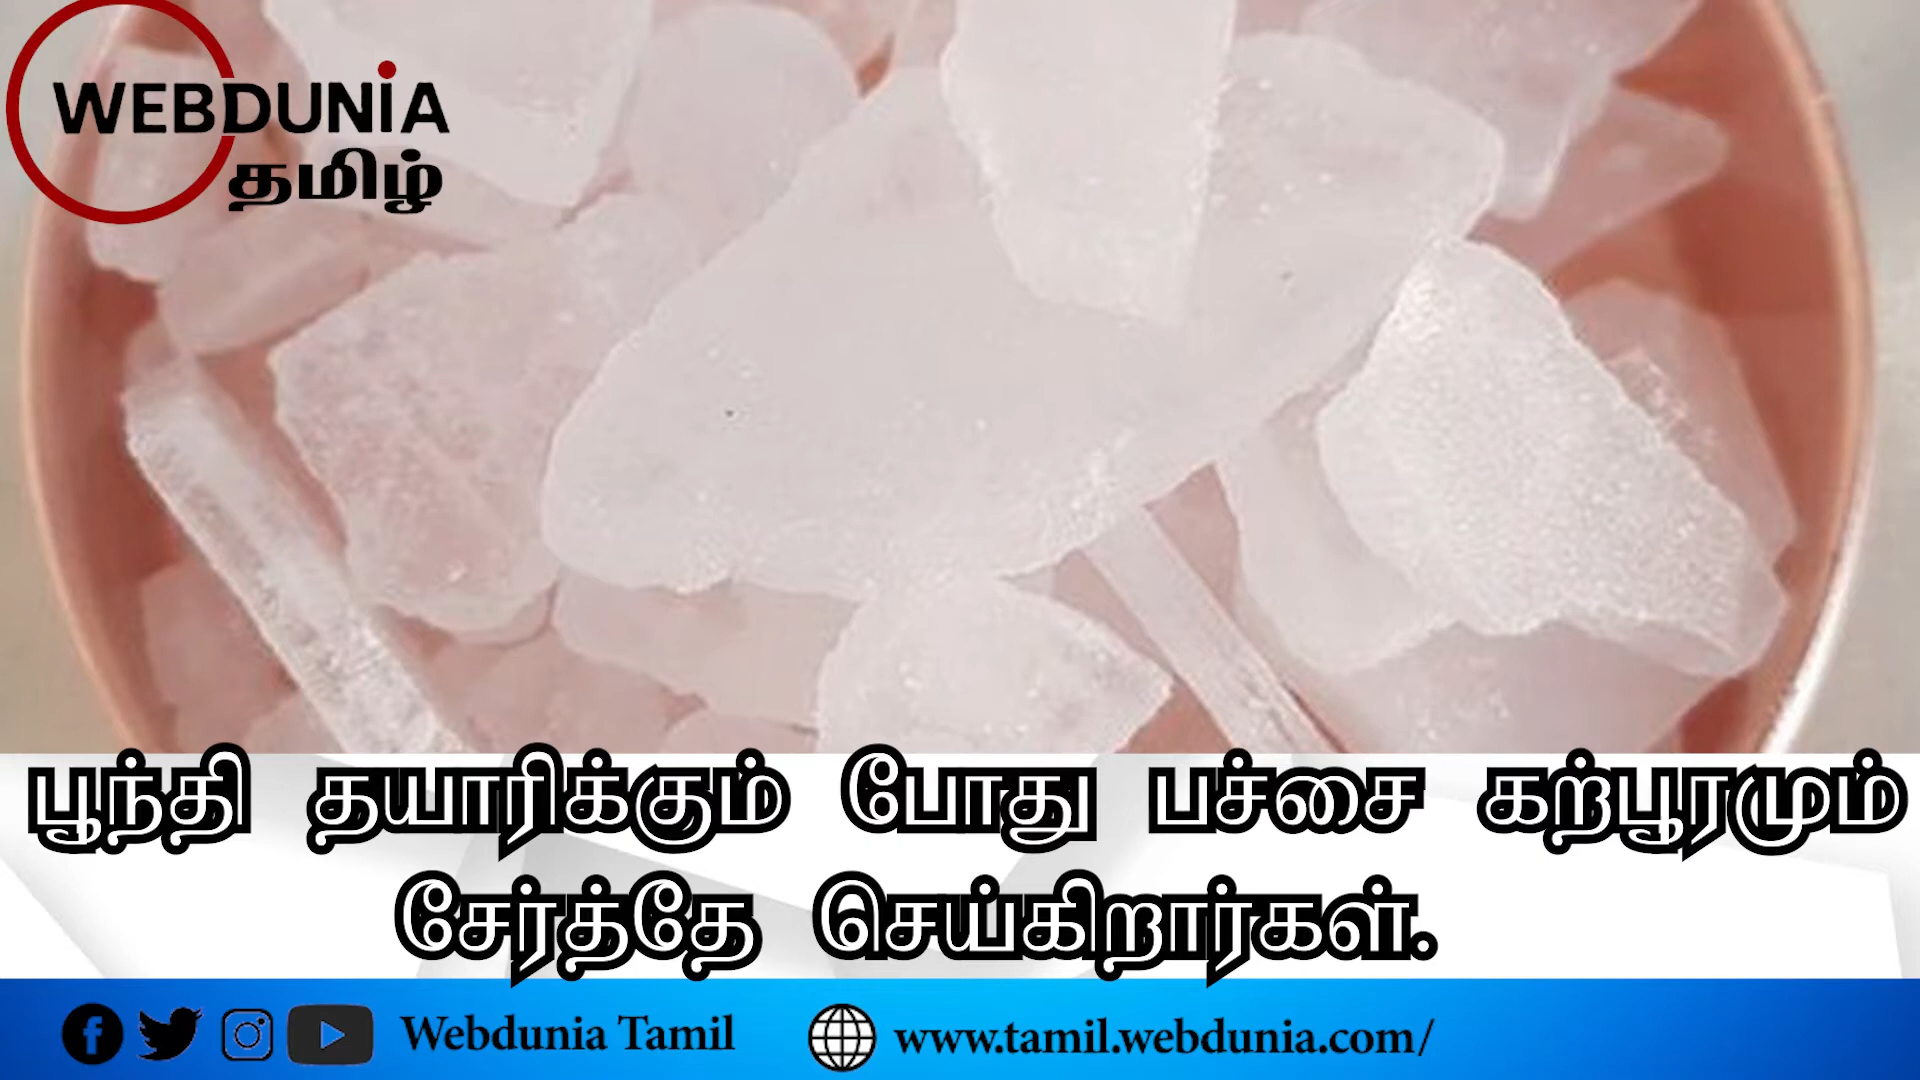 WEBDUNIA
தமிழ்
பூந்தி தயாரிக்கும் போது பச்சை கற்பூரமும்
சேர்த்தே செய்கிறார்கள்.
Webdunia Tamil www.tamil.webdunia.com/